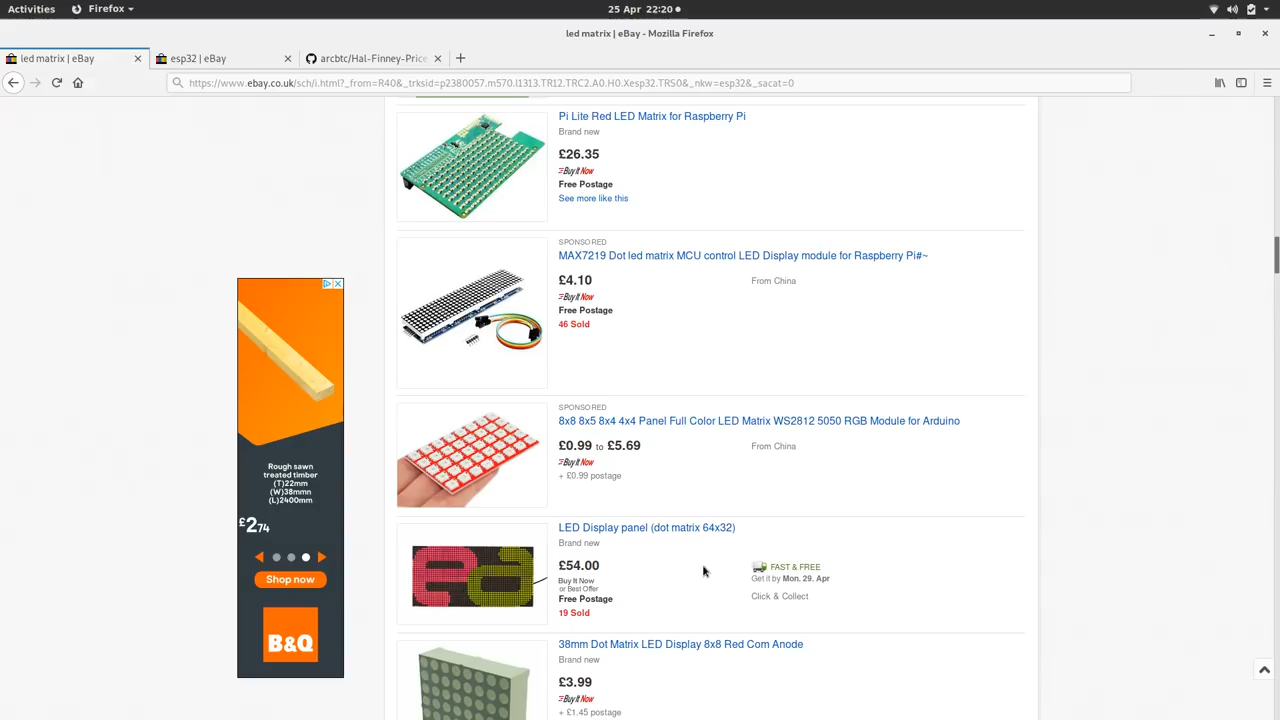 Activities
Firefox
25 Apr 22:20
led matrix | eBay - Mozilla Firefox
led matrix | eBay
esp32 | eBay
arcbtc/Hal-Finney-Price
https://www.ebay.co.uk/sch/i.html?_from=R40&_trksid=p2380057.m570.l1313.TR12.TRC2.A0.H0.Xesp32.TRS0&_nkw=esp32&_sacat=0
Pi Lite Red LED Matrix for Raspberry Pi
Brand new
£26.35
Buy It Now
Free Postage
See more like this
SPONSORED
MAX7219 Dot led matrix MCU control LED Display module for Raspberry Pi#~
£4.10
From China
Buy It Now
Free Postage
46 Sold
SPONSORED
8x8 8x5 8x4 4x4 Panel Full Color LED Matrix WS2812 5050 RGB Module for Arduino
£0.99 to £5.69
From China
Buy It Now
+ £0.99 postage
LED Display panel (dot matrix 64x32)
Brand new
£54.00
FAST & FREE
Buy It Now
Get it by Mon. 29. Apr
or Best Offer
Free Postage
Click & Collect
19 Sold
38mm Dot Matrix LED Display 8x8 Red Com Anode
Brand new
£3.99
Buy It Now
+ £1.45 postage
Rough sawn
treated timber
(T)22mm
(W)38mmn
(L)2400mm
£2.74
Shop now
B&Q